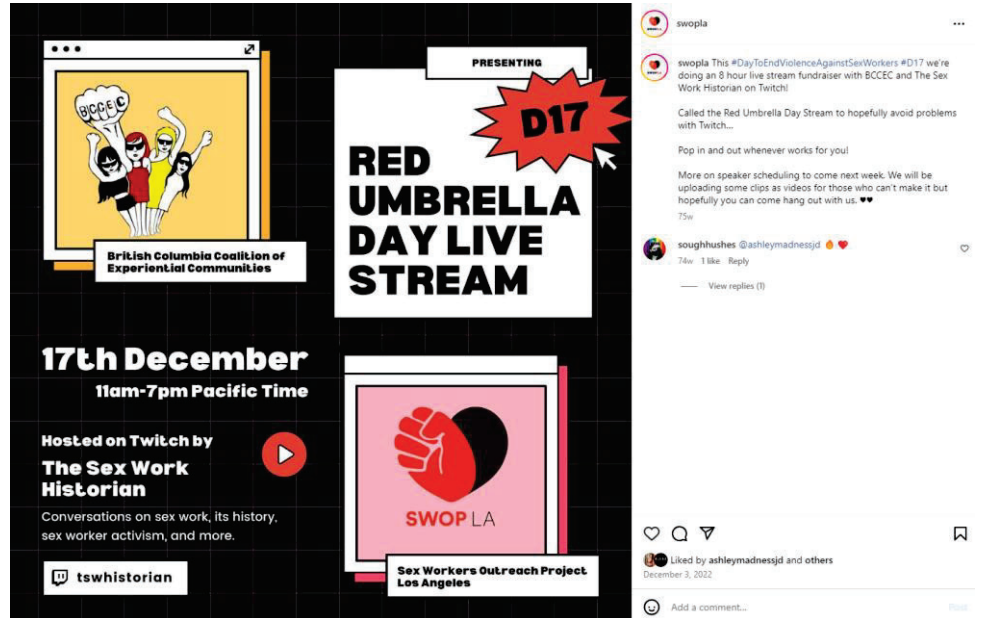 BCCEC
British Columbia Coalition of
Experiential Communities
PRESENTING
D17
RED
UMBRELLA
DAY LIVE
STREAM
17th December
11am-7pm Pacific Time
Hosted on Twitch by
The Sex Work
Historian
Conversations on sex work, its history,
sex worker activism, and more.
tswhistorian
SWOP LA
Sex Workers Outreach Project
Los Angeles
swopla
swopla This #DayToEndViolenceAgainstSexWorkers #D17 we're
doing an 8 hour live stream fundraiser with BCCEC and The Sex
Work Historian on Twitch!
Called the Red Umbrella Day Stream to hopefully avoid problems
with Twitch...
Pop in and out whenever works for you!
More on speaker scheduling to come next week. We will be
uploading some clips as videos for those who can't make it but
hopefully you can come hang out with us. ♥♥
75w
soughhushes @ashleymadnessjd 🔥 ❤️
74w 1 like Reply
View replies (1)
Liked by ashleymadnessjd and others
December 3, 2022
Add a comment...
Post